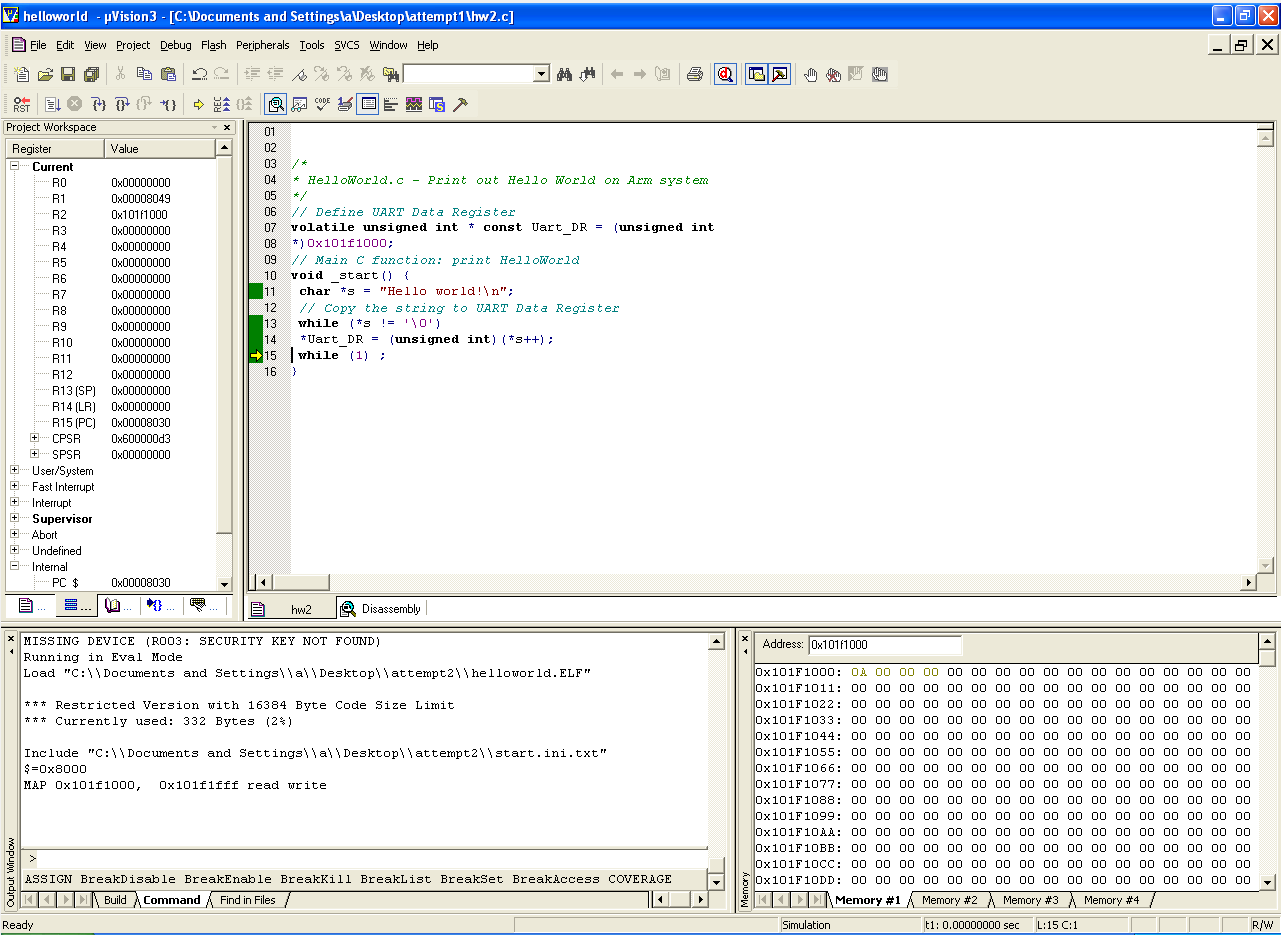 helloworld - µVision3 - [C:\Documents and Settings\a\Desktop\attempt1\hw2.c]
File Edit View Project Debug Flash Peripherals Tools SVCS Window Help
RST CODE
Project Workspace
Register Value
Current
R0 0x00000000
R1 0x00008049
R2 0x101f1000
R3 0x00000000
R4 0x00000000
R5 0x00000000
R6 0x00000000
R7 0x00000000
R8 0x00000000
R9 0x00000000
R10 0x00000000
R11 0x00000000
R12 0x00000000
R13 (SP) 0x00000000
R14 (LR) 0x00000000
R15 (PC) 0x00008030
CPSR 0x600000d3
SPSR 0x00000000
User/System
Fast Interrupt
Interrupt
Supervisor
Abort
Undefined
Internal
PC $ 0x00008030
01
02
03 /*
04 * HelloWorld.c - Print out Hello World on Arm system
05 */
06 // Define UART Data Register
07 volatile unsigned int * const Uart_DR = (unsigned int
08 *)0x101f1000;
09 // Main C function: print HelloWorld
10 void _start() {
11 char *s = "Hello world!\n";
12 // Copy the string to UART Data Register
13 while (*s != '\0')
14 *Uart_DR = (unsigned int)(*s++);
15 while (1) ;
16 }
hw2 Disassembly
MISSING DEVICE (R003: SECURITY KEY NOT FOUND)
Running in Eval Mode
Load "C:\\Documents and Settings\\a\\Desktop\\attempt2\\helloworld.ELF"
*** Restricted Version with 16384 Byte Code Size Limit
*** Currently used: 332 Bytes (2%)
Include "C:\\Documents and Settings\\a\\Desktop\\attempt2\\start.ini.txt"
$=0x8000
MAP 0x101f1000, 0x101f1fff read write
>
ASSIGN BreakDisable BreakEnable BreakKill BreakList BreakSet BreakAccess COVERAGE
Build Command Find in Files
Output Window
Address: 0x101f1000
0x101F1000: 0A 00 00 00 00 00 00 00 00 00 00 00 00 00 00 00 00
0x101F1011: 00 00 00 00 00 00 00 00 00 00 00 00 00 00 00 00 00
0x101F1022: 00 00 00 00 00 00 00 00 00 00 00 00 00 00 00 00 00
0x101F1033: 00 00 00 00 00 00 00 00 00 00 00 00 00 00 00 00 00
0x101F1044: 00 00 00 00 00 00 00 00 00 00 00 00 00 00 00 00 00
0x101F1055: 00 00 00 00 00 00 00 00 00 00 00 00 00 00 00 00 00
0x101F1066: 00 00 00 00 00 00 00 00 00 00 00 00 00 00 00 00 00
0x101F1077: 00 00 00 00 00 00 00 00 00 00 00 00 00 00 00 00 00
0x101F1088: 00 00 00 00 00 00 00 00 00 00 00 00 00 00 00 00 00
0x101F1099: 00 00 00 00 00 00 00 00 00 00 00 00 00 00 00 00 00
0x101F10AA: 00 00 00 00 00 00 00 00 00 00 00 00 00 00 00 00 00
0x101F10BB: 00 00 00 00 00 00 00 00 00 00 00 00 00 00 00 00 00
0x101F10CC: 00 00 00 00 00 00 00 00 00 00 00 00 00 00 00 00 00
0x101F10DD: 00 00 00 00 00 00 00 00 00 00 00 00 00 00 00 00 00
Memory #1 Memory #2 Memory #3 Memory #4
Memory
Ready Simulation t1: 0.00000000 sec L:15 C:1 R/W